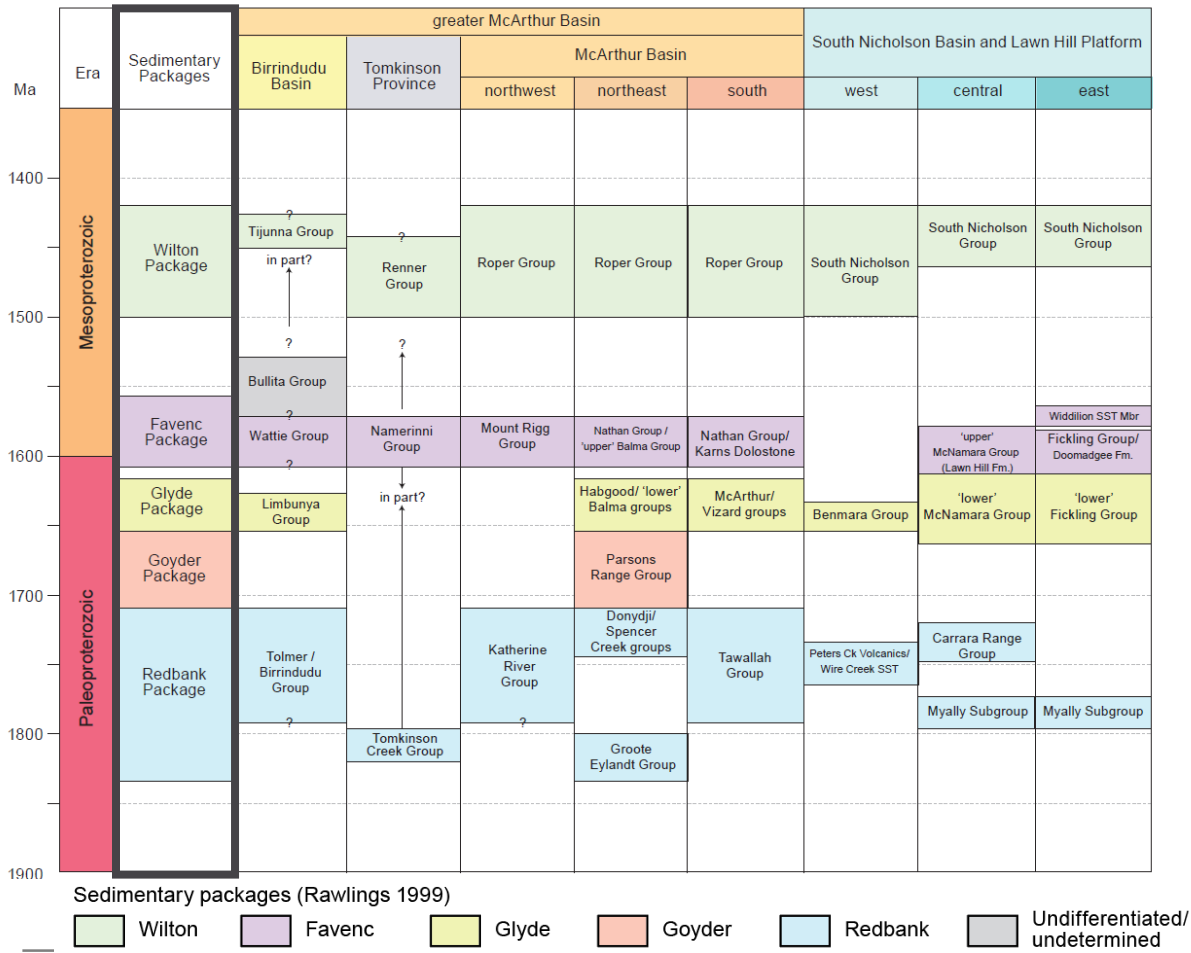 greater McArthur Basin
McArthur Basin
South Nicholson Basin and Lawn Hill Platform
Ma
Era
Sedimentary
Packages
Birrindudu
Basin
Tomkinson
Province
northwest
northeast
south
west
central
east
1400
1500
1600
1700
1800
1900
Mesoproterozoic
Paleoproterozoic
Wilton
Package
Favenc
Package
Glyde
Package
Goyder
Package
Redbank
Package
?
Tijunna Group
in part?
?
Bullita Group
?
Wattie Group
?
Limbunya
Group
Tolmer /
Birrindudu
Group
?
?
Renner
Group
?
Namerinni
Group
in part?
Tomkinson
Creek Group
Roper Group
Mount Rigg
Group
Katherine
River
Group
?
Roper Group
Nathan Group /
'upper' Balma Group
Habgood/ 'lower'
Balma groups
Parsons
Range Group
Donydji/
Spencer
Creek groups
Groote
Eylandt Group
Roper Group
Nathan Group/
Karns Dolostone
McArthur/
Vizard groups
Tawallah
Group
South Nicholson
Group
Benmara Group
Peters Ck Volcanics/
Wire Creek SST
South Nicholson
Group
'upper'
McNamara Group
(Lawn Hill Fm.)
'lower'
McNamara Group
Carrara Range
Group
Myally Subgroup
South Nicholson
Group
Widdilion SST Mbr
Fickling Group/
Doomadgee Fm.
'lower'
Fickling Group
Myally Subgroup
Sedimentary packages (Rawlings 1999)
Wilton
Favenc
Glyde
Goyder
Redbank
Undifferentiated/
undetermined